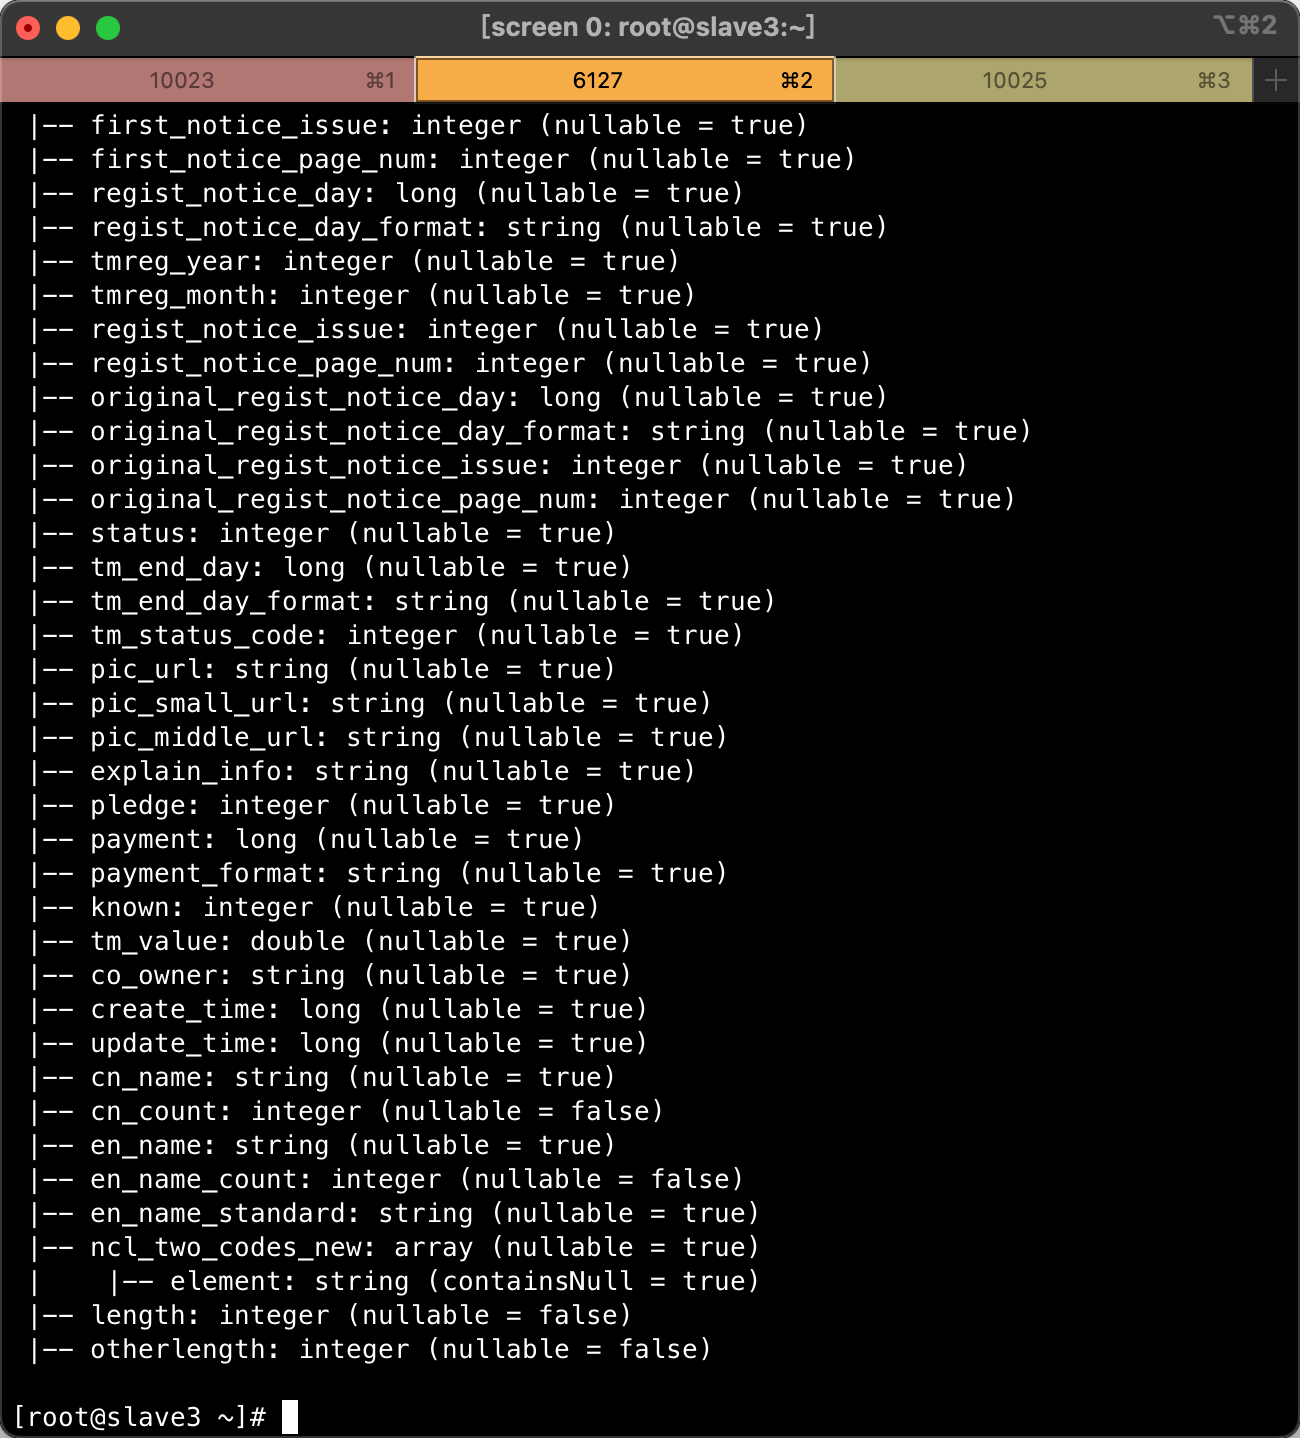 [screen 0: root@slave3:~]
⌥⌘2
10023 ⌘1 6127 ⌘2 10025 ⌘3 +
|-- first_notice_issue: integer (nullable = true)
|-- first_notice_page_num: integer (nullable = true)
|-- regist_notice_day: long (nullable = true)
|-- regist_notice_day_format: string (nullable = true)
|-- tmreg_year: integer (nullable = true)
|-- tmreg_month: integer (nullable = true)
|-- regist_notice_issue: integer (nullable = true)
|-- regist_notice_page_num: integer (nullable = true)
|-- original_regist_notice_day: long (nullable = true)
|-- original_regist_notice_day_format: string (nullable = true)
|-- original_regist_notice_issue: integer (nullable = true)
|-- original_regist_notice_page_num: integer (nullable = true)
|-- status: integer (nullable = true)
|-- tm_end_day: long (nullable = true)
|-- tm_end_day_format: string (nullable = true)
|-- tm_status_code: integer (nullable = true)
|-- pic_url: string (nullable = true)
|-- pic_small_url: string (nullable = true)
|-- pic_middle_url: string (nullable = true)
|-- explain_info: string (nullable = true)
|-- pledge: integer (nullable = true)
|-- payment: long (nullable = true)
|-- payment_format: string (nullable = true)
|-- known: integer (nullable = true)
|-- tm_value: double (nullable = true)
|-- co_owner: string (nullable = true)
|-- create_time: long (nullable = true)
|-- update_time: long (nullable = true)
|-- cn_name: string (nullable = true)
|-- cn_count: integer (nullable = false)
|-- en_name: string (nullable = true)
|-- en_name_count: integer (nullable = false)
|-- en_name_standard: string (nullable = true)
|-- ncl_two_codes_new: array (nullable = true)
|    |-- element: string (containsNull = true)
|-- length: integer (nullable = false)
|-- otherlength: integer (nullable = false)
[root@slave3 ~]#